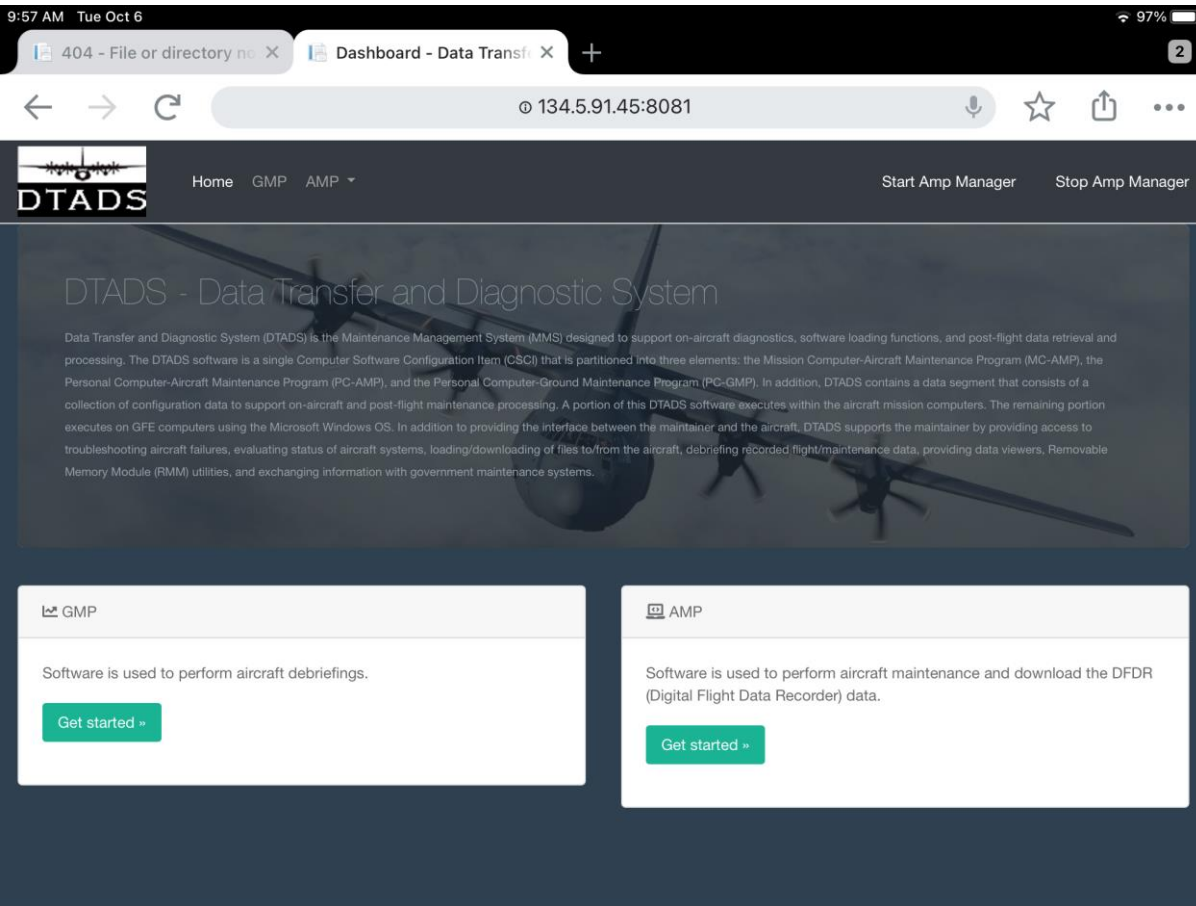 9:57 AM Tue Oct 6
97%
404 - File or directory no
Dashboard - Data Transf
2
134.5.91.45:8081
DTADS
Home GMP AMP
Start Amp Manager Stop Amp Manager
DTADS - Data Transfer and Diagnostic System
Data Transfer and Diagnostic System (DTADS) is the Maintenance Management System (MMS) designed to support on-aircraft diagnostics, software loading functions, and post-flight data retrieval and
processing. The DTADS software is a single Computer Software Configuration Item (CSCI) that is partitioned into three elements: the Mission Computer-Aircraft Maintenance Program (MC-AMP), the
Personal Computer-Aircraft Maintenance Program (PC-AMP), and the Personal Computer-Ground Maintenance Program (PC-GMP). In addition, DTADS contains a data segment that consists of a
collection of configuration data to support on-aircraft and post-flight maintenance processing. A portion of this DTADS software executes within the aircraft mission computers. The remaining portion
executes on GFE computers using the Microsoft Windows OS. In addition to providing the interface between the maintainer and the aircraft, DTADS supports the maintainer by providing access to
troubleshooting aircraft failures, evaluating status of aircraft systems, loading/downloading of files to/from the aircraft, debriefing recorded flight/maintenance data, providing data viewers, Removable
Memory Module (RMM) utilities, and exchanging information with government maintenance systems.
GMP
Software is used to perform aircraft debriefings.
Get started »
AMP
Software is used to perform aircraft maintenance and download the DFDR
(Digital Flight Data Recorder) data.
Get started »